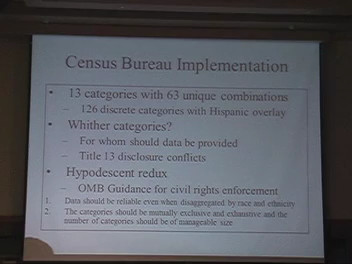 Census Bureau Implementation
• 13 categories with 63 unique combinations
– 126 discrete categories with Hispanic overlay
• Whither categories?
– For whom should data be provided
– Title 13 disclosure conflicts
• Hypodescent redux
– OMB Guidance for civil rights enforcement
1. Data should be reliable even when disaggregated by race and ethnicity
2. The categories should be mutually exclusive and exhaustive and the
number of categories should be of manageable size